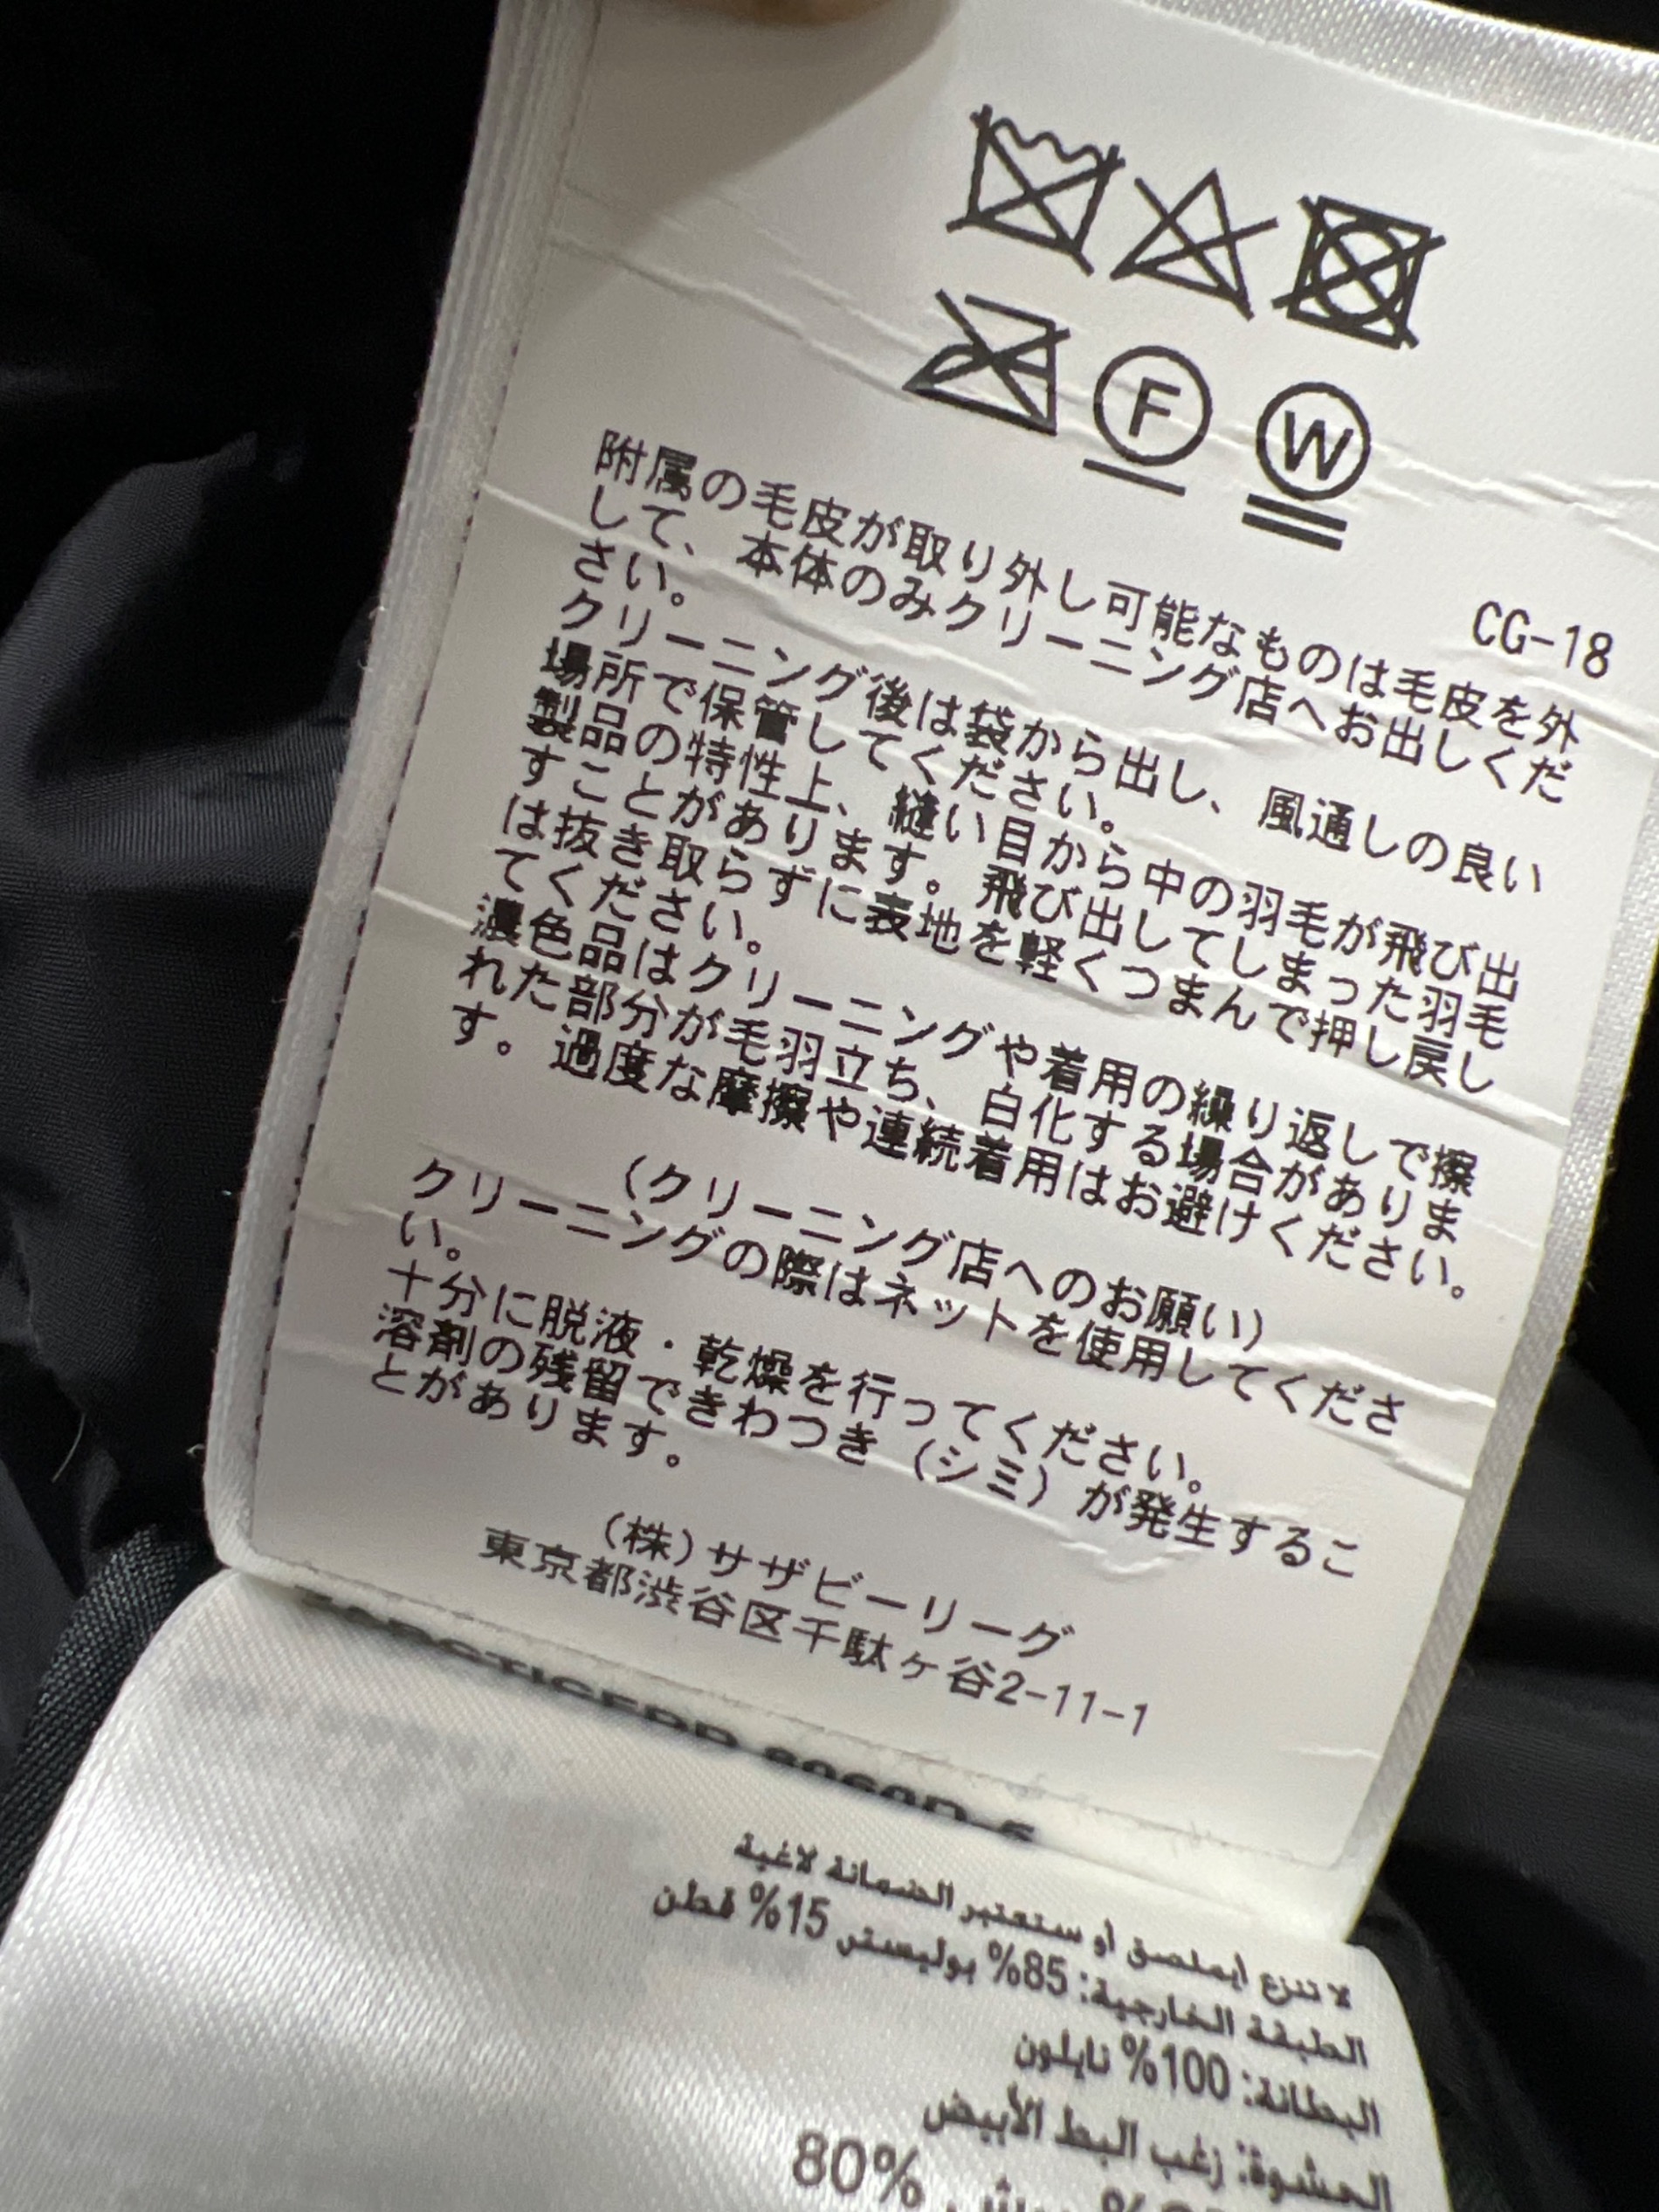 F W
CG-18
附属の毛皮が取り外し可能なものは毛皮を外
して、本体のみクリーニング店へお出しくだ
さい。
クリーニング後は袋から出し、風通しの良い
場所で保管してください。
製品の特性上、縫い目から中の羽毛が飛び出
すことがあります。飛び出してしまった羽毛
は抜き取らずに表地を軽くつまんで押し戻し
てください。
濃色品はクリーニングや着用の繰り返しで擦
れた部分が毛羽立ち、白化する場合がありま
す。過度な摩擦や連続着用はお避けください。
(クリーニング店へのお願い)
クリーニングの際はネットを使用してくださ
い。
十分に脱液・乾燥を行ってください。
溶剤の残留できわつき（シミ）が発生するこ
とがあります。
(株)サザビーリーグ
東京都渋谷区千駄ヶ谷2-11-1
لا تنزع أيملصق أو ستعتبر الضمانة لاغية
الطبقة الخارجية: 85% بوليستر 15% قطن
البطانة: 100% نايلون
الحشوة: زغب البط الأبيض
80%